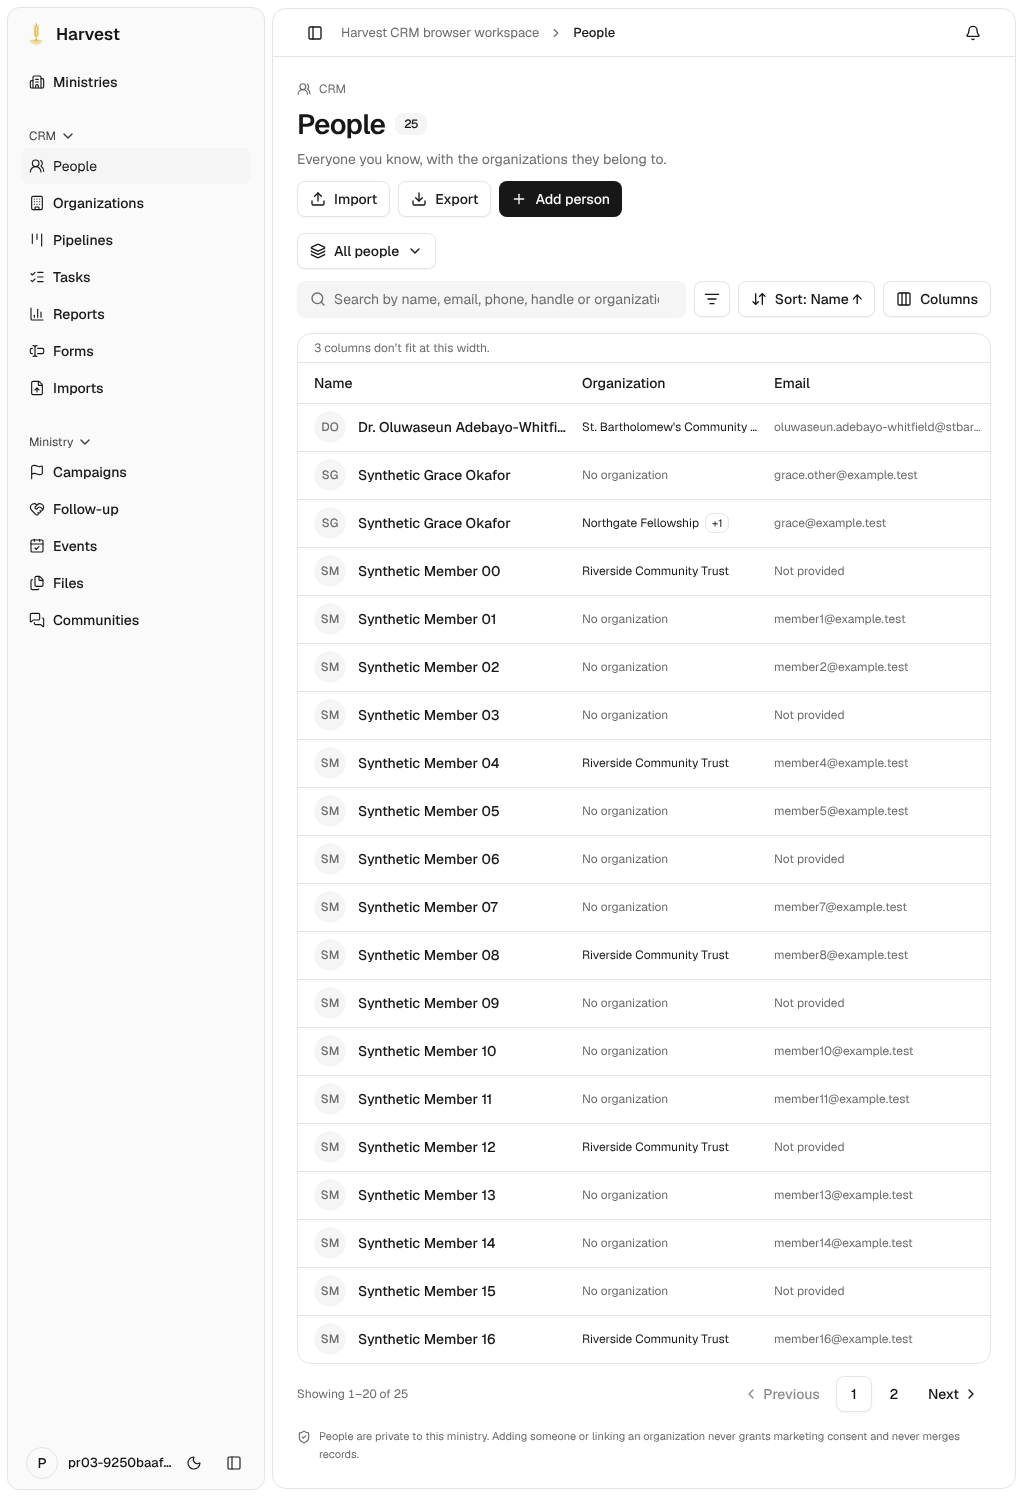 Harvest
Harvest CRM browser workspace > People
Ministries
CRM
People
Organizations
Pipelines
Tasks
Reports
Forms
Imports
Ministry
Campaigns
Follow-up
Events
Files
Communities
P pr03-9250baaf...
CRM
People 25
Everyone you know, with the organizations they belong to.
Import Export + Add person
All people
Search by name, email, phone, handle or organizati
Sort: Name ↑ Columns
3 columns don't fit at this width.
Name Organization Email
DO Dr. Oluwaseun Adebayo-Whitfi... St. Bartholomew's Community ... oluwaseun.adebayo-whitfield@stbar...
SG Synthetic Grace Okafor No organization grace.other@example.test
SG Synthetic Grace Okafor Northgate Fellowship +1 grace@example.test
SM Synthetic Member 00 Riverside Community Trust Not provided
SM Synthetic Member 01 No organization member1@example.test
SM Synthetic Member 02 No organization member2@example.test
SM Synthetic Member 03 No organization Not provided
SM Synthetic Member 04 Riverside Community Trust member4@example.test
SM Synthetic Member 05 No organization member5@example.test
SM Synthetic Member 06 No organization Not provided
SM Synthetic Member 07 No organization member7@example.test
SM Synthetic Member 08 Riverside Community Trust member8@example.test
SM Synthetic Member 09 No organization Not provided
SM Synthetic Member 10 No organization member10@example.test
SM Synthetic Member 11 No organization member11@example.test
SM Synthetic Member 12 Riverside Community Trust Not provided
SM Synthetic Member 13 No organization member13@example.test
SM Synthetic Member 14 No organization member14@example.test
SM Synthetic Member 15 No organization Not provided
SM Synthetic Member 16 Riverside Community Trust member16@example.test
Showing 1–20 of 25 < Previous 1 2 Next >
People are private to this ministry. Adding someone or linking an organization never grants marketing consent and never merges
records.